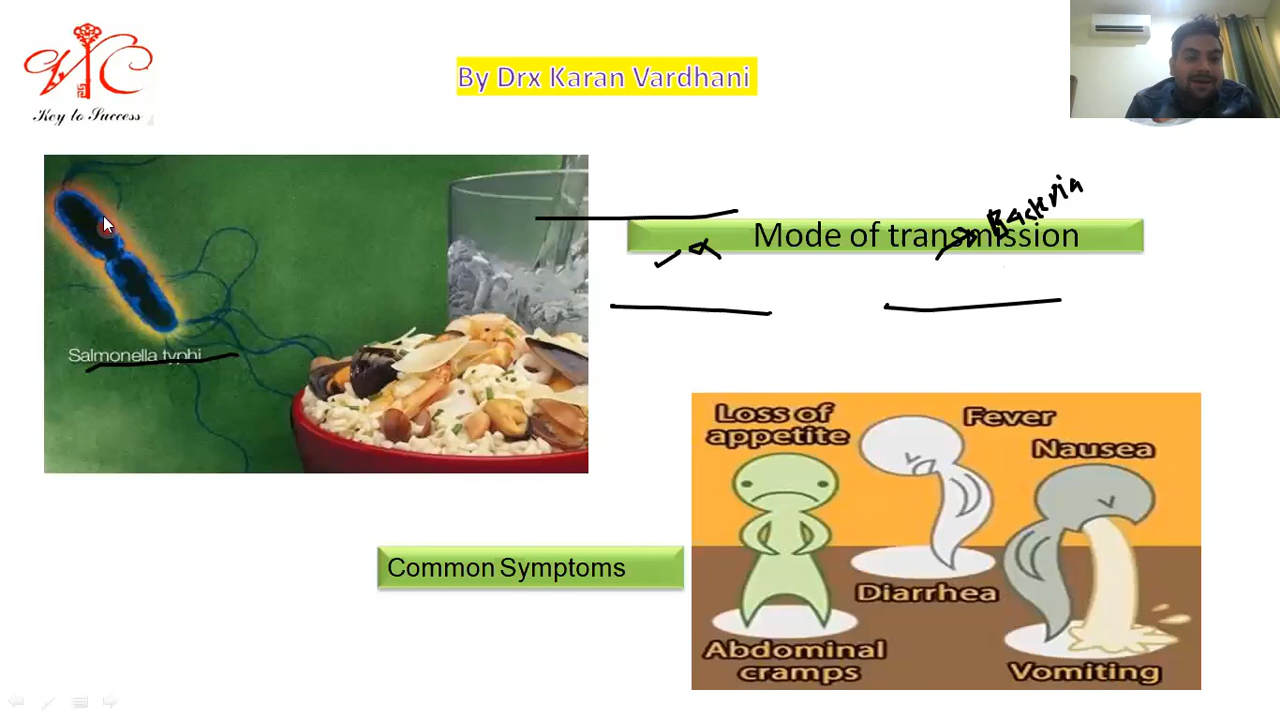 By Drx Karan Vardhani
VC
Key to Success
Bacteria
Mode of transmission
Salmonella typhi
Loss of
appetite
Fever
Nausea
Common Symptoms
Diarrhea
Abdominal
cramps
Vomiting